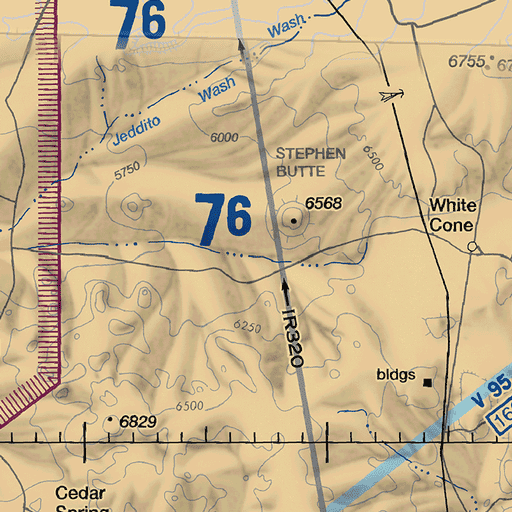 76
Wash
Wash
Jeddito
6755
6000
6500
STEPHEN
BUTTE
5750
76
6568
White
Cone
IR320
6250
bldgs
V 95
6500
6829
Cedar